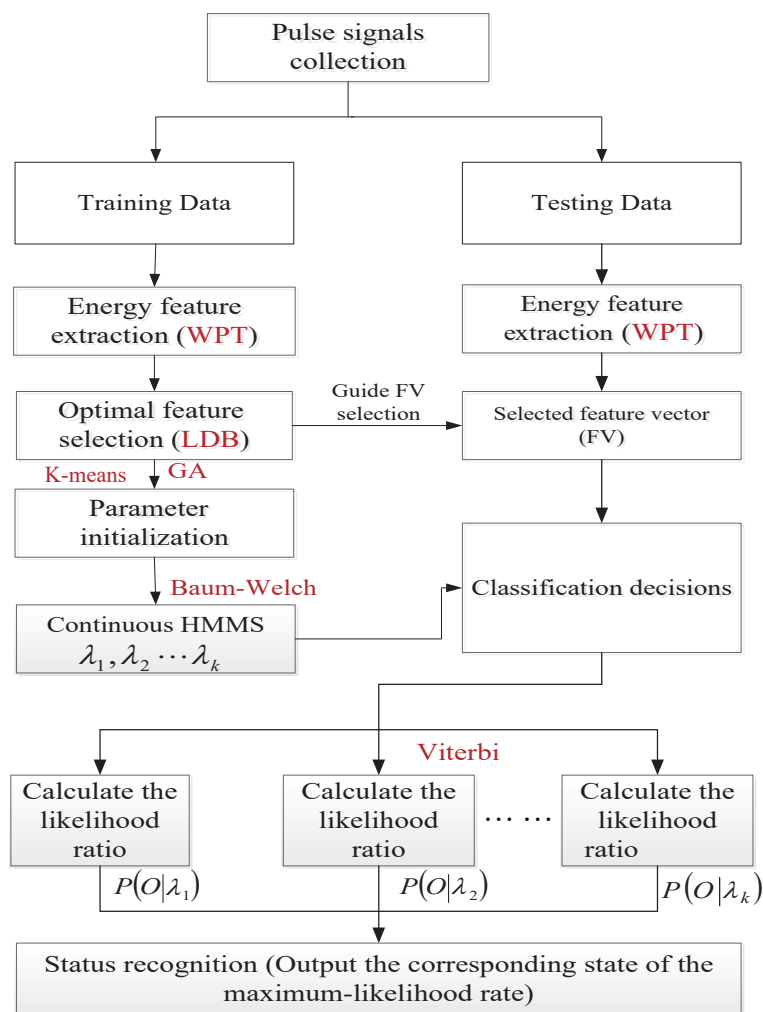 Pulse signals
collection
Training Data
Testing Data
Energy feature
extraction (WPT)
Energy feature
extraction (WPT)
Optimal feature
selection (LDB)
Guide FV
selection
Selected feature vector
(FV)
K-means GA
Parameter
initialization
Baum-Welch
Classification decisions
Continuous HMMS
λ₁, λ₂ ⋯ λₖ
Viterbi
Calculate the
likelihood
ratio
Calculate the
likelihood
ratio
⋯ ⋯
Calculate the
likelihood
ratio
P(O|λ₁)
P(O|λ₂)
P(O|λₖ)
Status recognition (Output the corresponding state of the
maximum-likelihood rate)